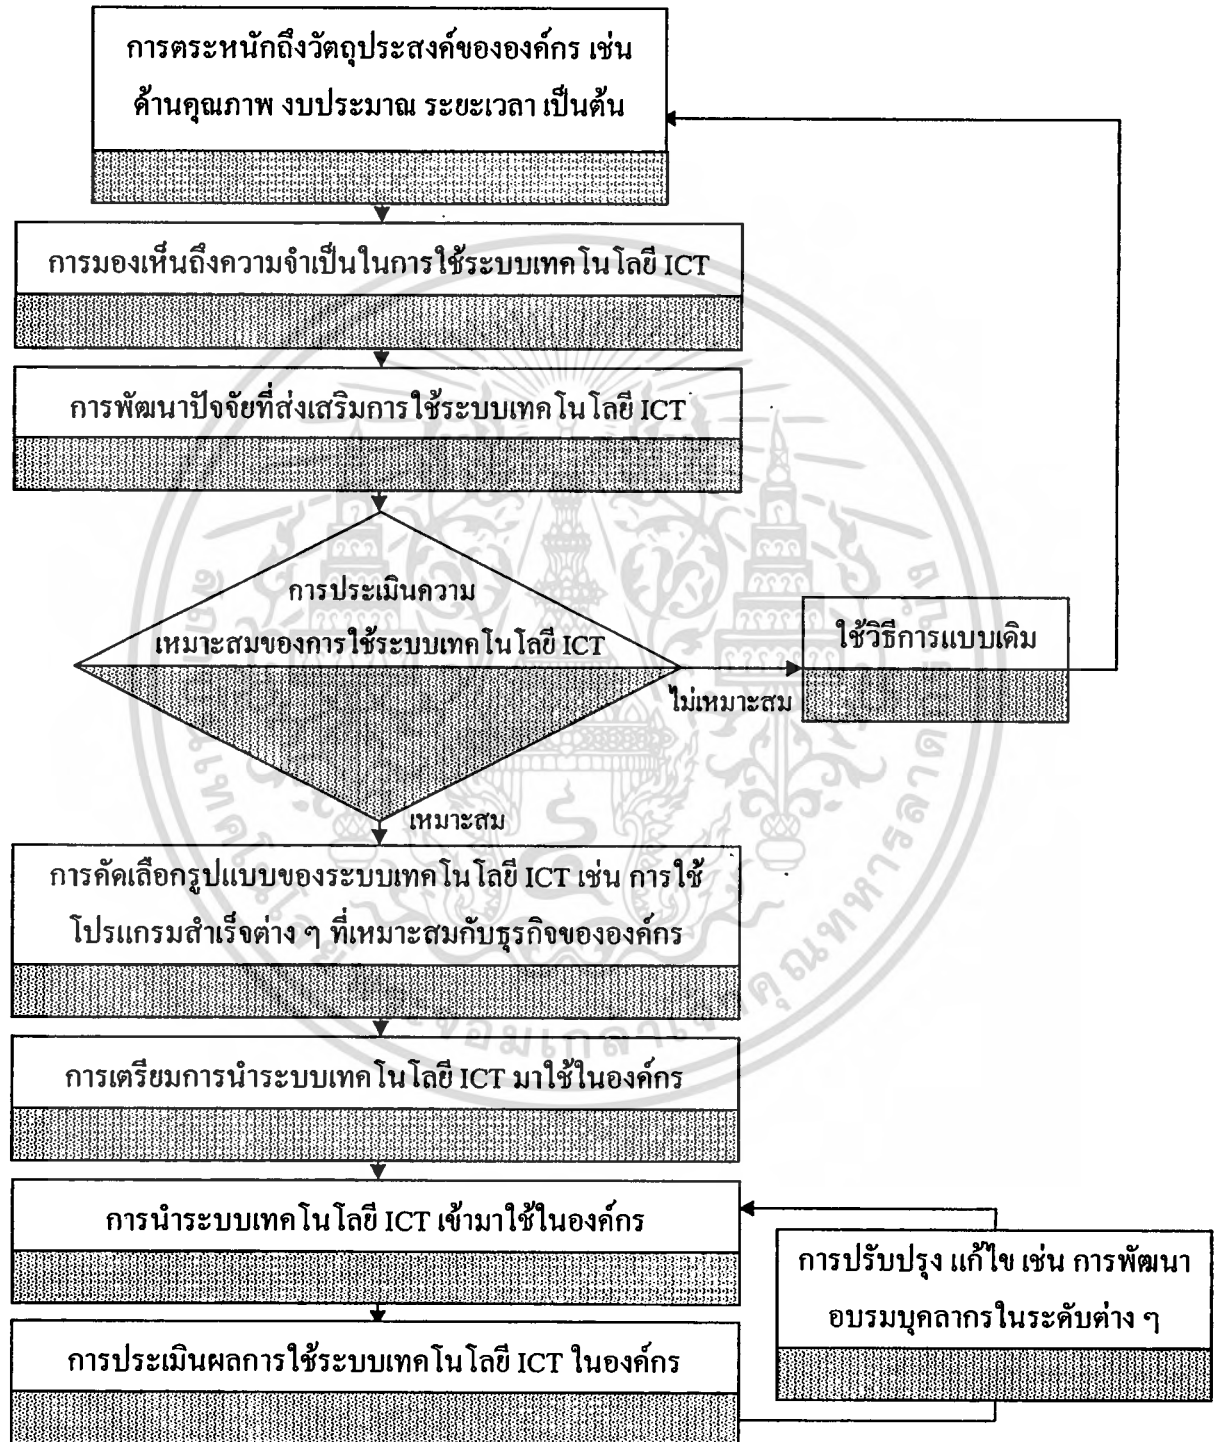 การตระหนักถึงวัตถุประสงค์ขององค์กร เช่น
ด้านคุณภาพ งบประมาณ ระยะเวลา เป็นต้น
การมองเห็นถึงความจำเป็นในการใช้ระบบเทคโนโลยี ICT
การพัฒนาปัจจัยที่ส่งเสริมการใช้ระบบเทคโนโลยี ICT
การประเมินความ
เหมาะสมของการใช้ระบบเทคโนโลยี ICT
ใช้วิธีการแบบเดิม
ไม่เหมาะสม
เหมาะสม
การคัดเลือกรูปแบบของระบบเทคโนโลยี ICT เช่น การใช้
โปรแกรมสำเร็จต่าง ๆ ที่เหมาะสมกับธุรกิจขององค์กร
การเตรียมการนำระบบเทคโนโลยี ICT มาใช้ในองค์กร
การนำระบบเทคโนโลยี ICT เข้ามาใช้ในองค์กร
การปรับปรุง แก้ไข เช่น การพัฒนา
อบรมบุคลากรในระดับต่าง ๆ
การประเมินผลการใช้ระบบเทคโนโลยี ICT ในองค์กร